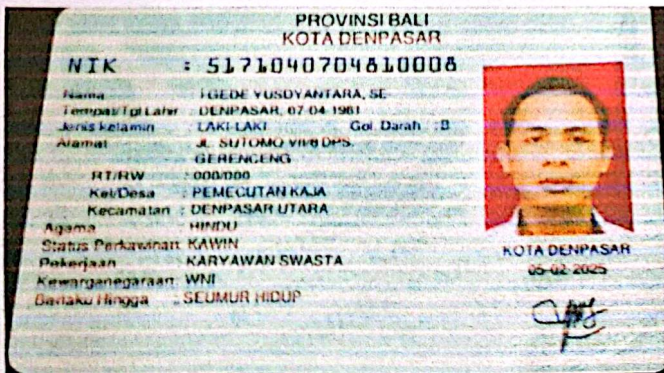 PROVINSI BALI
KOTA DENPASAR
NIK : 5171040704810008
Nama : I GEDE YUSDYANTARA, SE
Tempat/Tgl Lahir : DENPASAR, 07-04-1981
Jenis kelamin : LAKI-LAKI Gol. Darah : B
Alamat : JL. SUTOMO DPS.
GERENCENG
RT/RW : 000/000
Kel/Desa : PEMECUTAN KAJA
Kecamatan : DENPASAR UTARA
Agama : HINDU
Status Perkawinan: KAWIN
Pekerjaan : KARYAWAN SWASTA
Kewarganegaraan: WNI
Berlaku Hingga : SEUMUR HIDUP
KOTA DENPASAR
05-02-2025